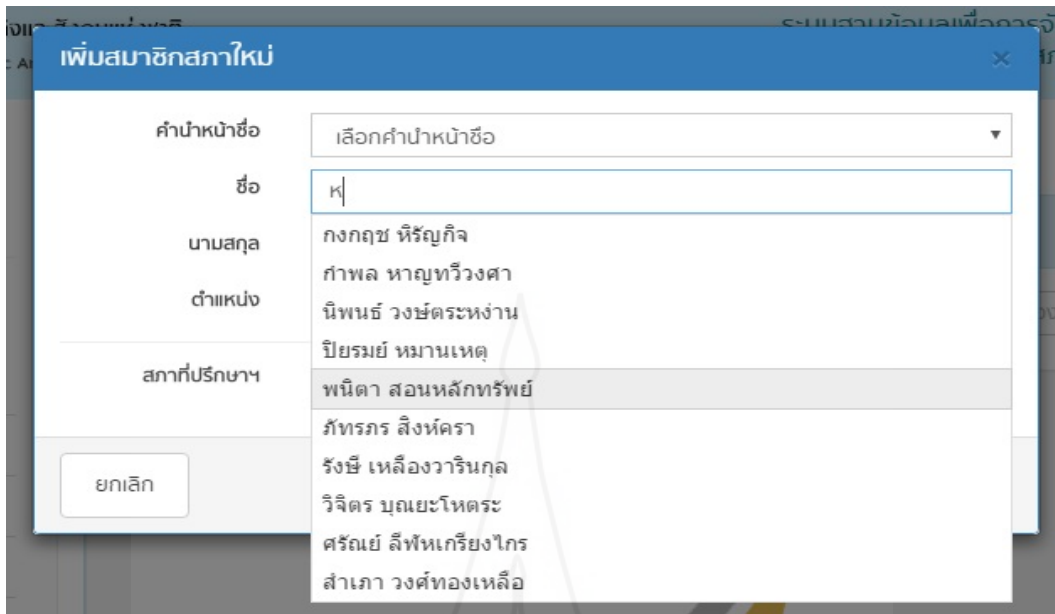 เพิ่มสมาชิกสภาใหม่
×
คำนำหน้าชื่อ
เลือกคำนำหน้าชื่อ
ชื่อ
ห
นามสกุล
ตำแหน่ง
สภาที่ปรึกษาฯ
กงกฤช หิรัญกิจ
กำพล หาญทวีวงศา
นิพนธ์ วงษ์ตระหง่าน
ปิยรมย์ หมานเหตุ
พนิตา สอนหลักทรัพย์
ภัทรภร สิงห์ครา
รังษี เหลืองวารินกุล
วิจิตร บุณยะโหตระ
ศรัณย์ ลีฬหเกรียงไกร
สำเภา วงศ์ทองเหลือ
ยกเลิก